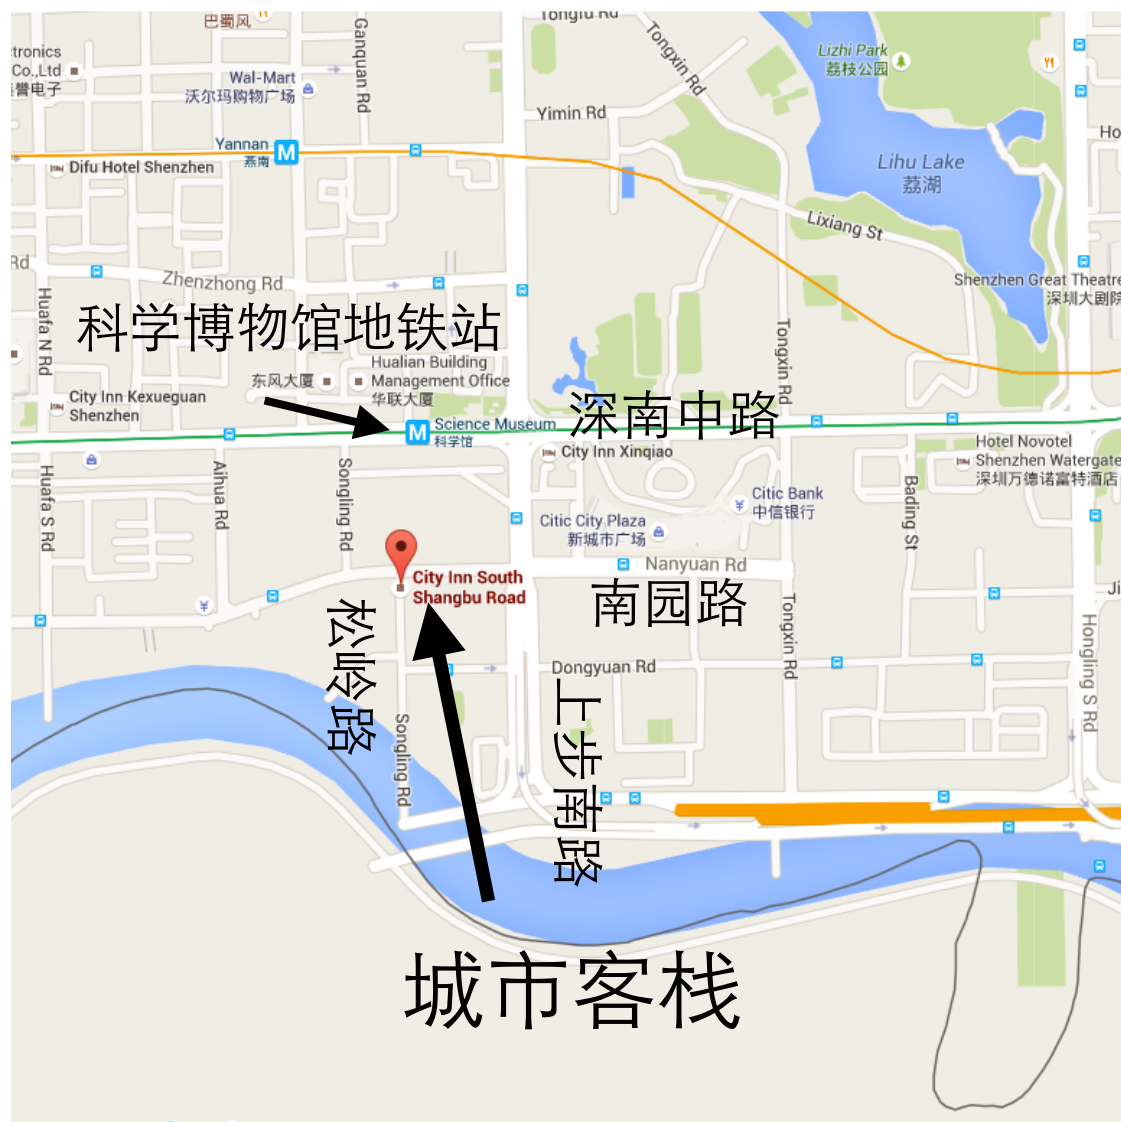 巴蜀风
Ganquan Rd
Tongfu Rd
Tongxin Rd
Lizhi Park
荔枝公园
ctronics
Co.,Ltd
誉电子
Wal-Mart
沃尔玛购物广场
Yimin Rd
Ho
Yannan
燕南
Difu Hotel Shenzhen
Lihu Lake
荔湖
Lixiang St
Rd
Zhenzhong Rd
Shenzhen Great Theatre
深圳大剧院
Huafa N Rd
科学博物馆地铁站
Tongxin Rd
Hualian Building
Management Office
华联大厦
东风大厦
City Inn Kexueguan
Shenzhen
深南中路
Science Museum
科学馆
City Inn Xinqiao
Hotel Novotel
Shenzhen Watergate
深圳万德诺富特酒店
Huafa S Rd
Aihua Rd
Songling Rd
Citic Bank
中信银行
Bading St
Citic City Plaza
新城市广场
Nanyuan Rd
City Inn South
Shangbu Road
南园路
Ji
松岭路
Tongxin Rd
Hongling S Rd
Dongyuan Rd
上步南路
Songling Rd
城市客栈